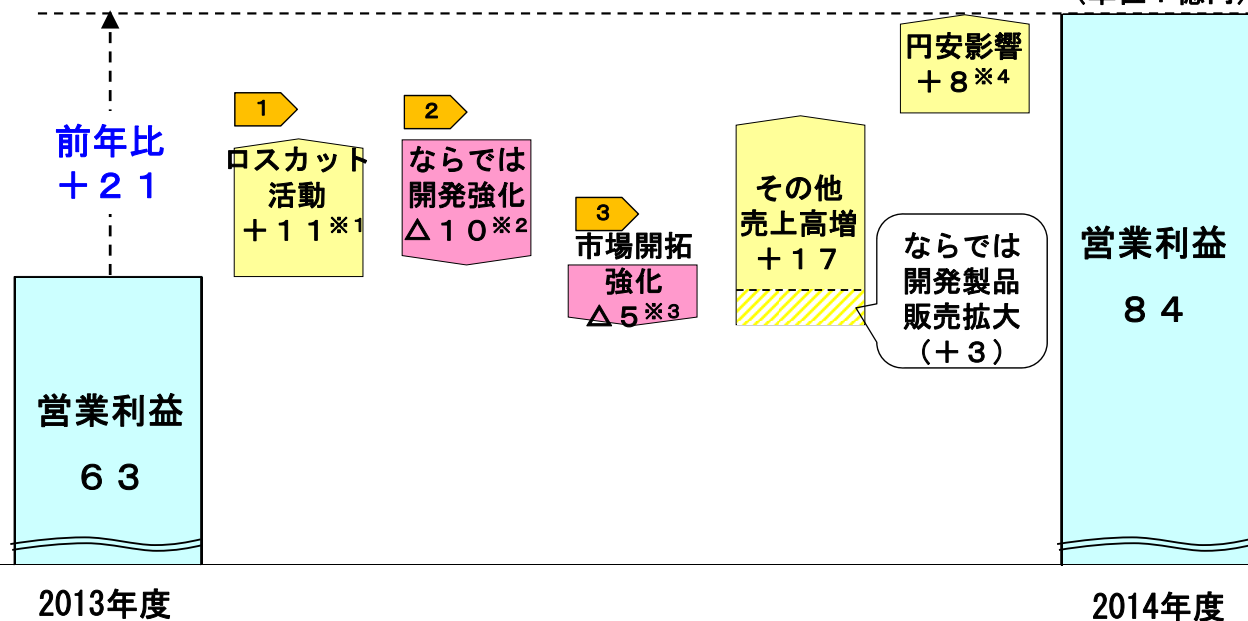 (単位：億円)
前年比
＋２１
1
ロスカット
活動
＋１１※1
2
ならでは
開発強化
△１０※2
3
市場開拓
強化
△５※3
その他
売上高増
＋１７
円安影響
＋８※4
ならでは
開発製品
販売拡大
(＋３)
営業利益
６３
営業利益
８４
2013年度
2014年度